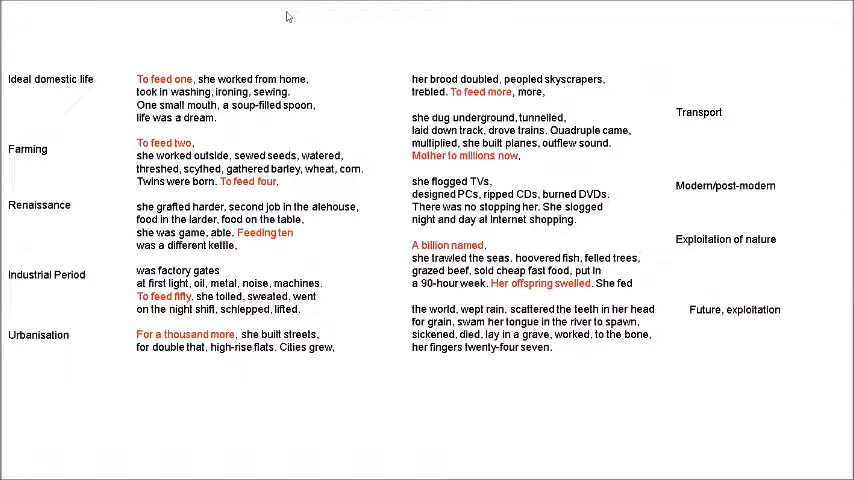 Ideal domestic life
To feed one, she worked from home,
took in washing, ironing, sewing.
One small mouth, a soup-filled spoon,
life was a dream.
Farming
To feed two,
she worked outside, sewed seeds, watered,
threshed, scythed, gathered barley, wheat, corn.
Twins were born. To feed four,
Renaissance
she grafted harder, second job in the alehouse,
food in the larder, food on the table,
she was game, able. Feeding ten
was a different kettle,
Industrial Period
was factory gates
at first light, oil, metal, noise, machines.
To feed fifty, she toiled, sweated, went
on the night shift, schlepped, lifted.
Urbanisation
For a thousand more, she built streets,
for double that, high-rise flats. Cities grew,
her brood doubled, peopled skyscrapers,
trebled. To feed more, more,
Transport
she dug underground, tunnelled,
laid down track, drove trains. Quadruple came,
multiplied, she built planes, outflew sound.
Mother to millions now,
Modern/post-modern
she flogged TVs,
designed PCs, ripped CDs, burned DVDs.
There was no stopping her. She slogged
night and day at Internet shopping.
Exploitation of nature
A billion named,
she trawled the seas, hoovered fish, felled trees,
grazed beef, sold cheap fast food, put in
a 90-hour week. Her offspring swelled. She fed
Future, exploitation
the world, wept rain, scattered the teeth in her head
for grain, swam her tongue in the river to spawn,
sickened, died, lay in a grave, worked, to the bone,
her fingers twenty-four seven.